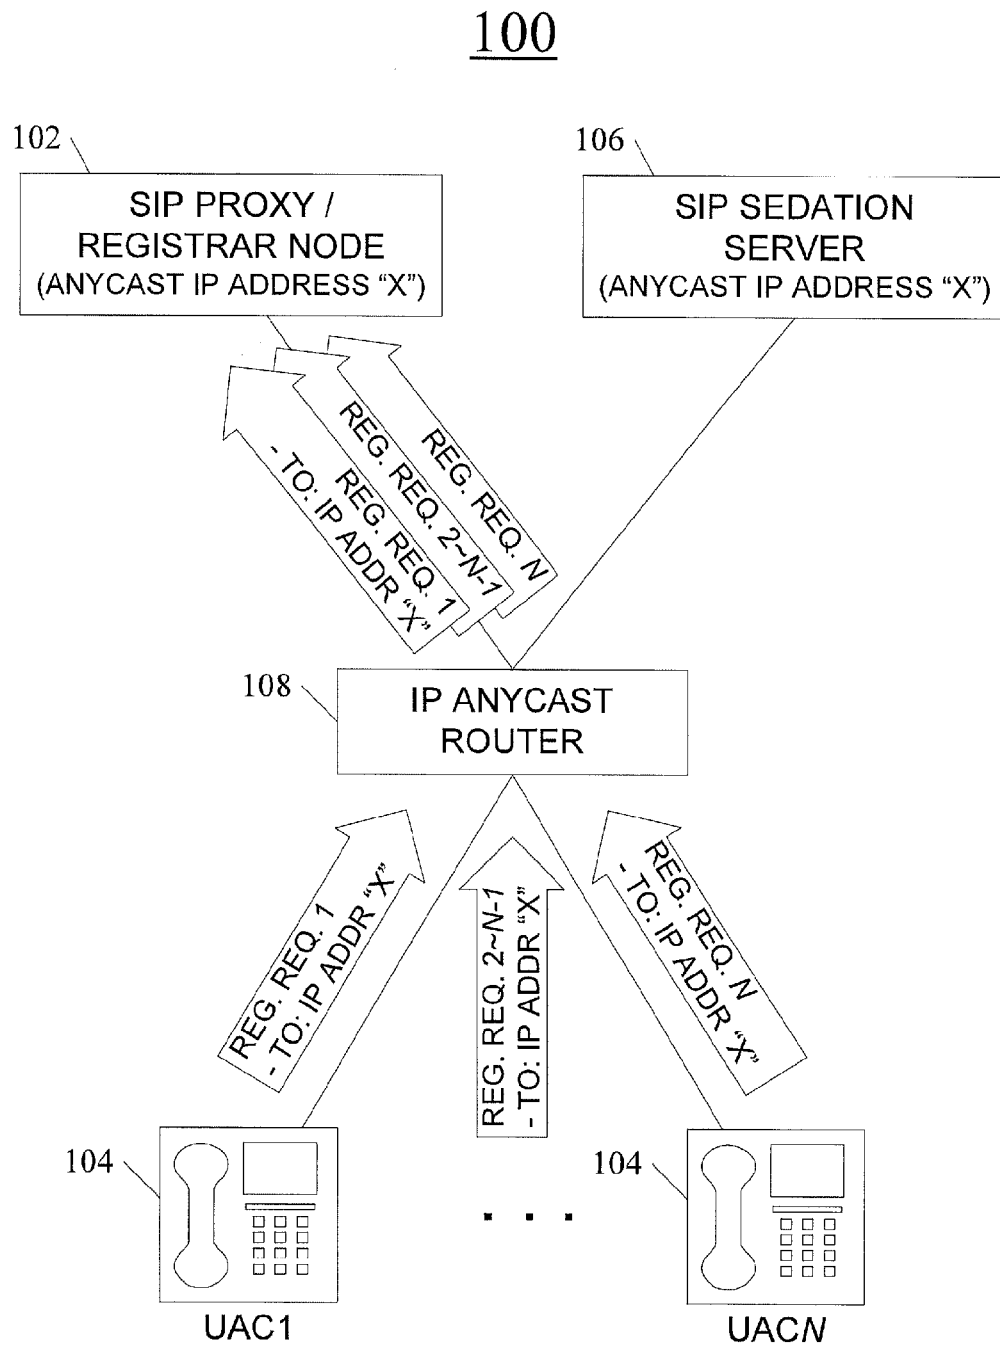 100
102
106
SIP PROXY /
REGISTRAR NODE
(ANYCAST IP ADDRESS “X”)
SIP SEDATION
SERVER
(ANYCAST IP ADDRESS “X”)
REG. REQ. N
REG. REQ. 2~N-1
REG. REQ. 1
- TO: IP ADDR “X”
108
IP ANYCAST
ROUTER
REG. REQ. 1
- TO: IP ADDR “X”
REG. REQ. 2~N-1
- TO: IP ADDR “X”
REG. REQ. N
- TO: IP ADDR “X”
104
104
. . .
UAC1
UACN